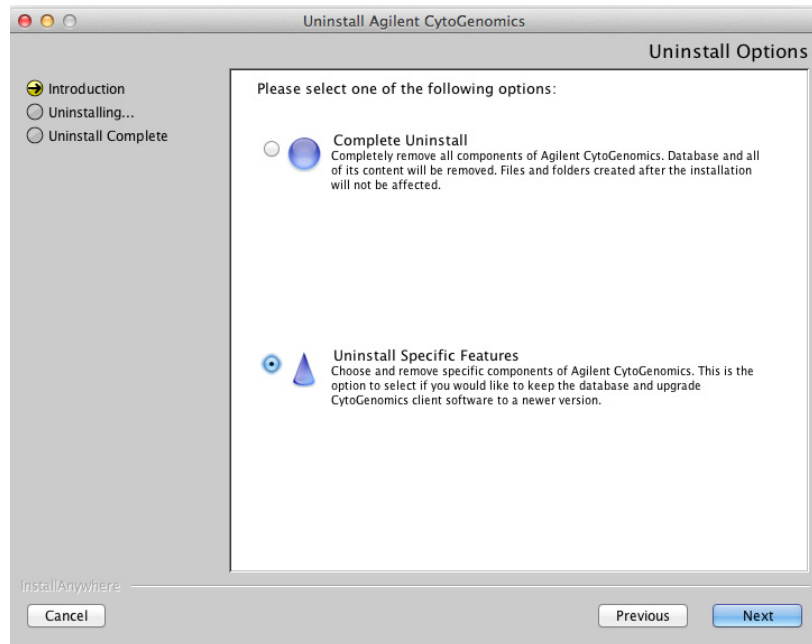 Uninstall Agilent CytoGenomics
Uninstall Options
Introduction
Uninstalling...
Uninstall Complete
Please select one of the following options:
Complete Uninstall
Completely remove all components of Agilent CytoGenomics. Database and all
of its content will be removed. Files and folders created after the installation
will not be affected.
Uninstall Specific Features
Choose and remove specific components of Agilent CytoGenomics. This is the
option to select if you would like to keep the database and upgrade
CytoGenomics client software to a newer version.
InstallAnywhere
Cancel
Previous
Next